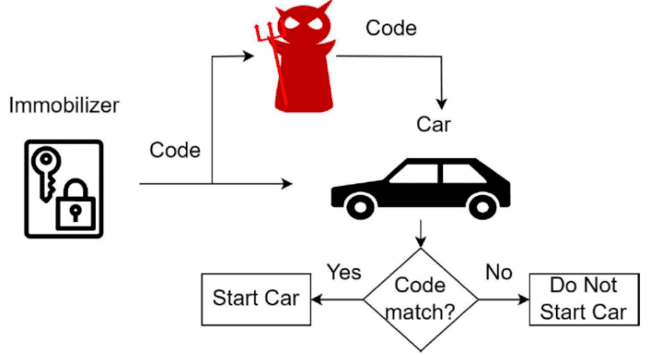 Code
Immobilizer
Code
Car
Yes
No
Start Car
Code
match?
Do Not
Start Car